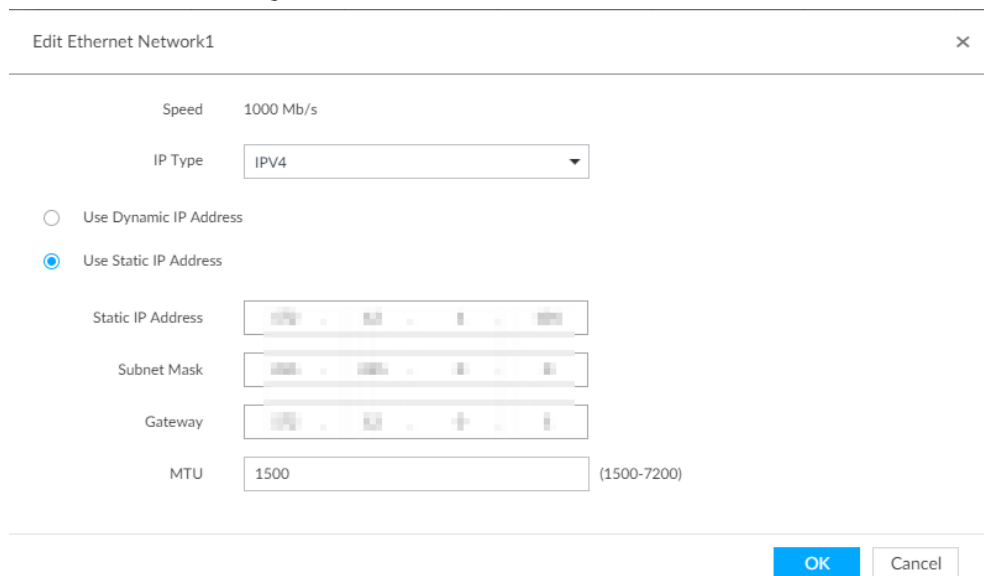 Edit Ethernet Network1 ×
Speed 1000 Mb/s
IP Type IPV4
Use Dynamic IP Address
Use Static IP Address
Static IP Address
Subnet Mask
Gateway
MTU 1500 (1500-7200)
OK Cancel